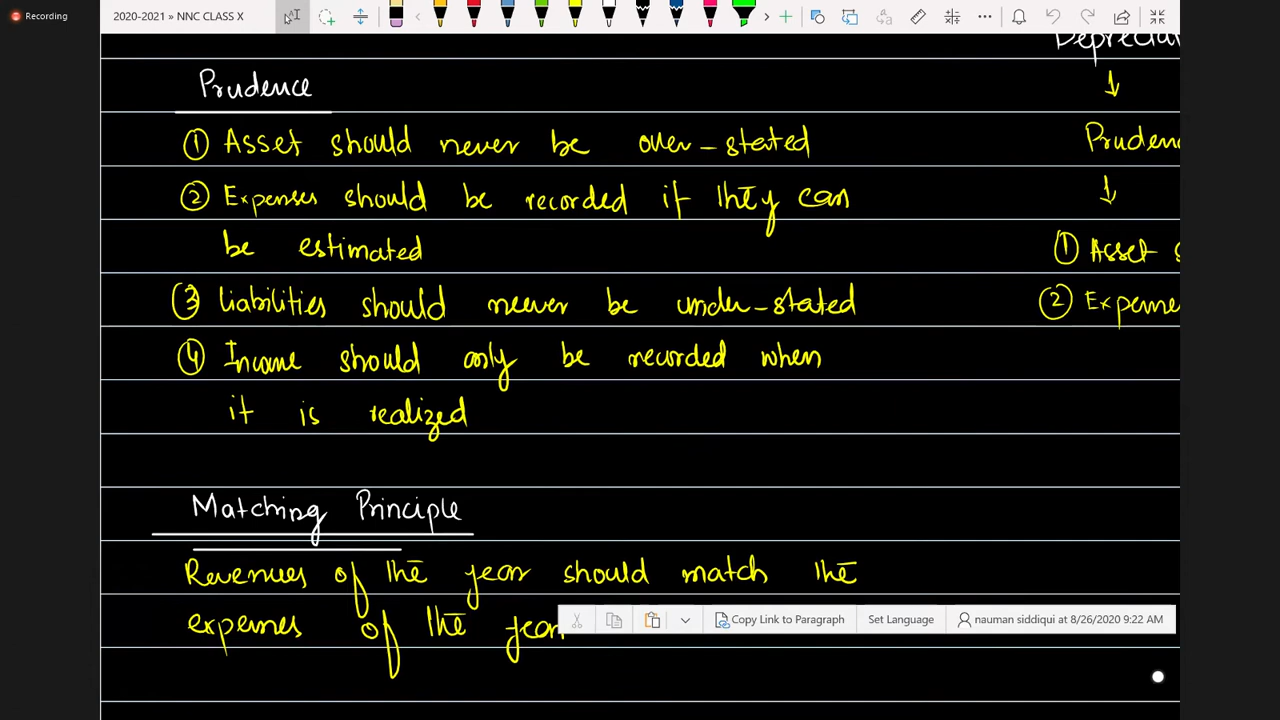 Recording
2020-2021 » NNC CLASS X
Prudence
① Asset should never be over-stated
② Expenses should be recorded if they can
be estimated
③ liabilities should neever be under-stated
④ Income should only be recorded when
it is realized
Matching Principle
Revenues of the year should match the
expenses of the year
Copy Link to Paragraph
Set Language
nauman siddiqui at 8/26/2020 9:22 AM
↓
↓
① Asset
②